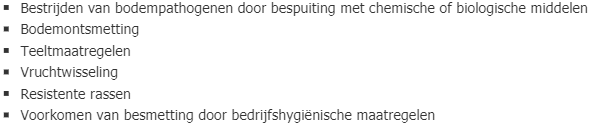 ▪ Bestrijden van bodempathogenen door bespuiting met chemische of biologische middelen
▪ Bodemontsmetting
▪ Teeltmaatregelen
▪ Vruchtwisseling
▪ Resistente rassen
▪ Voorkomen van besmetting door bedrijfshygiënische maatregelen